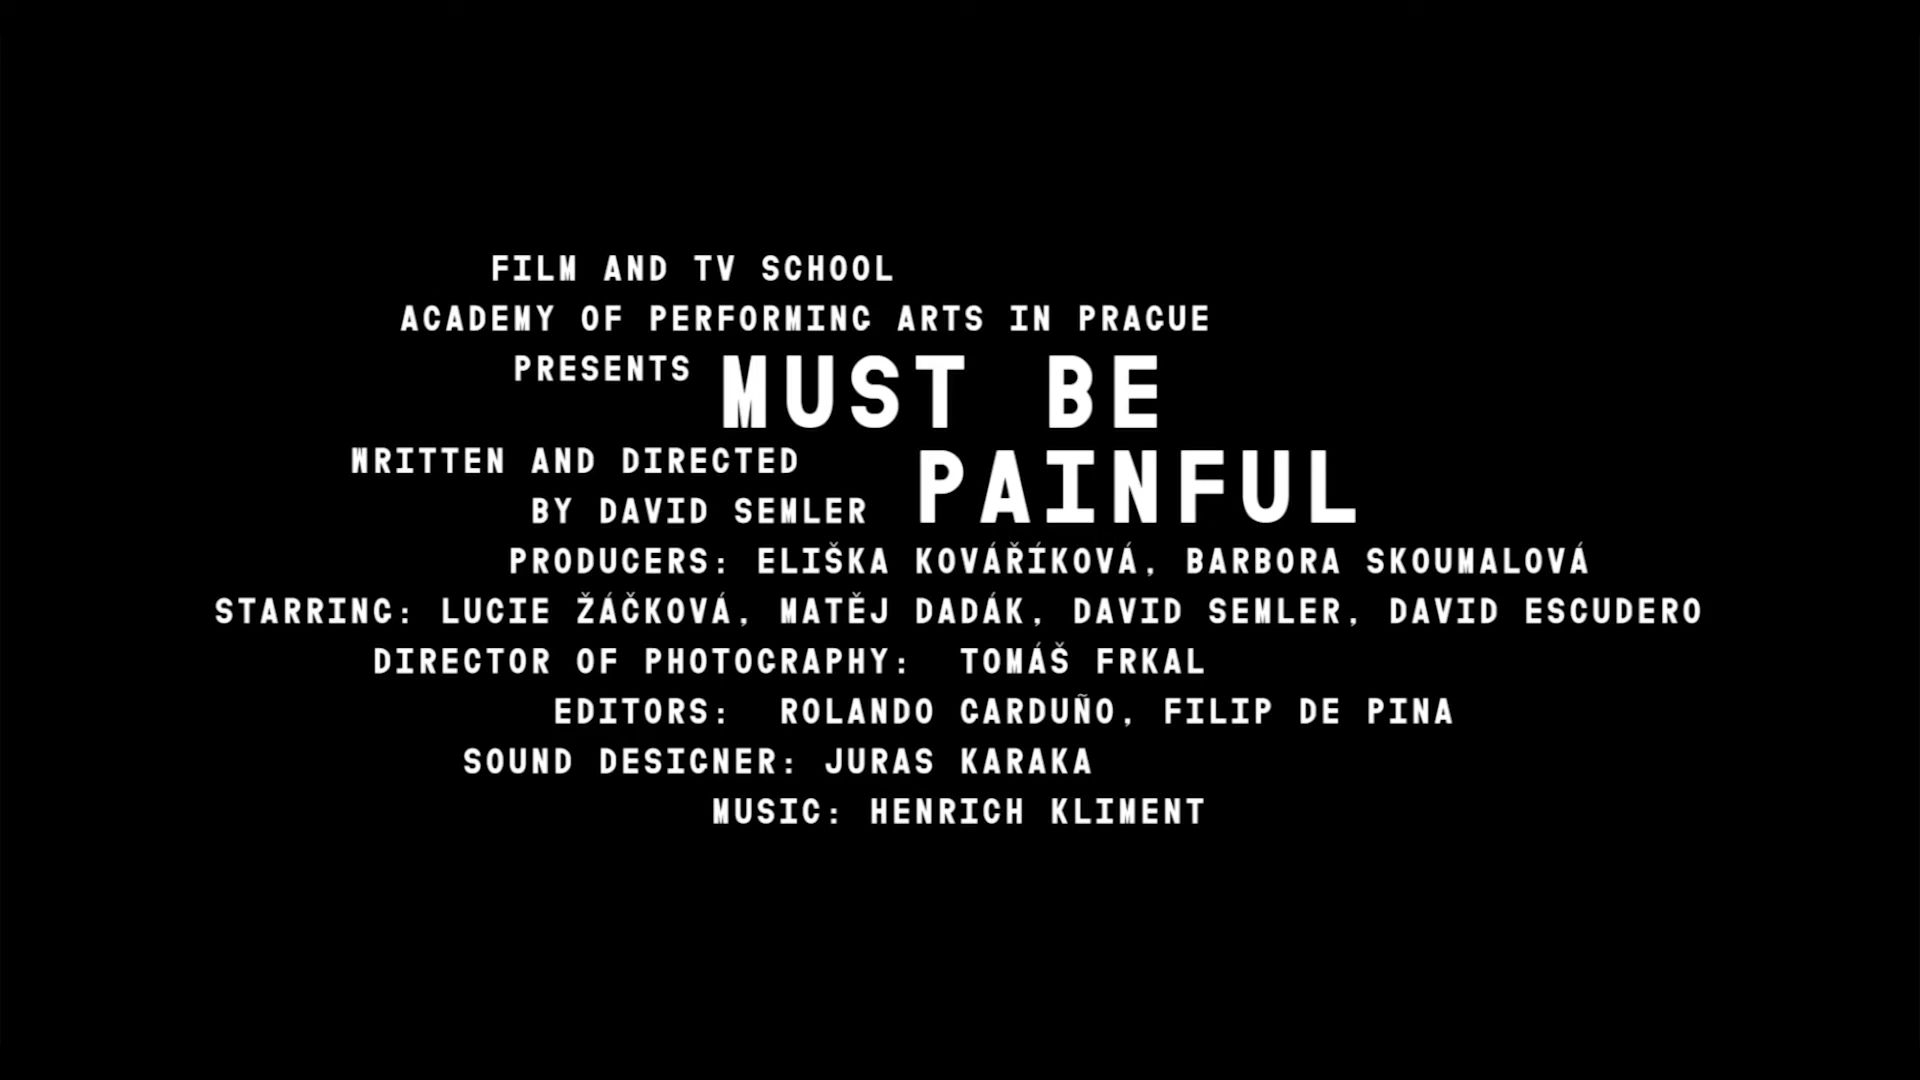 FILM AND TV SCHOOL
ACADEMY OF PERFORMING ARTS IN PRAGUE
PRESENTS MUST BE
PAINFUL
WRITTEN AND DIRECTED
BY DAVID SEMLER
PRODUCERS: ELIŠKA KOVÁŘÍKOVÁ, BARBORA SKOUMALOVÁ
STARRING: LUCIE ŽÁČKOVÁ, MATĚJ DADÁK, DAVID SEMLER, DAVID ESCUDERO
DIRECTOR OF PHOTOGRAPHY: TOMÁŠ FRKAL
EDITORS: ROLANDO GARDUÑO, FILIP DE PINA
SOUND DESIGNER: JURAS KARAKA
MUSIC: HENRICH KLIMENT